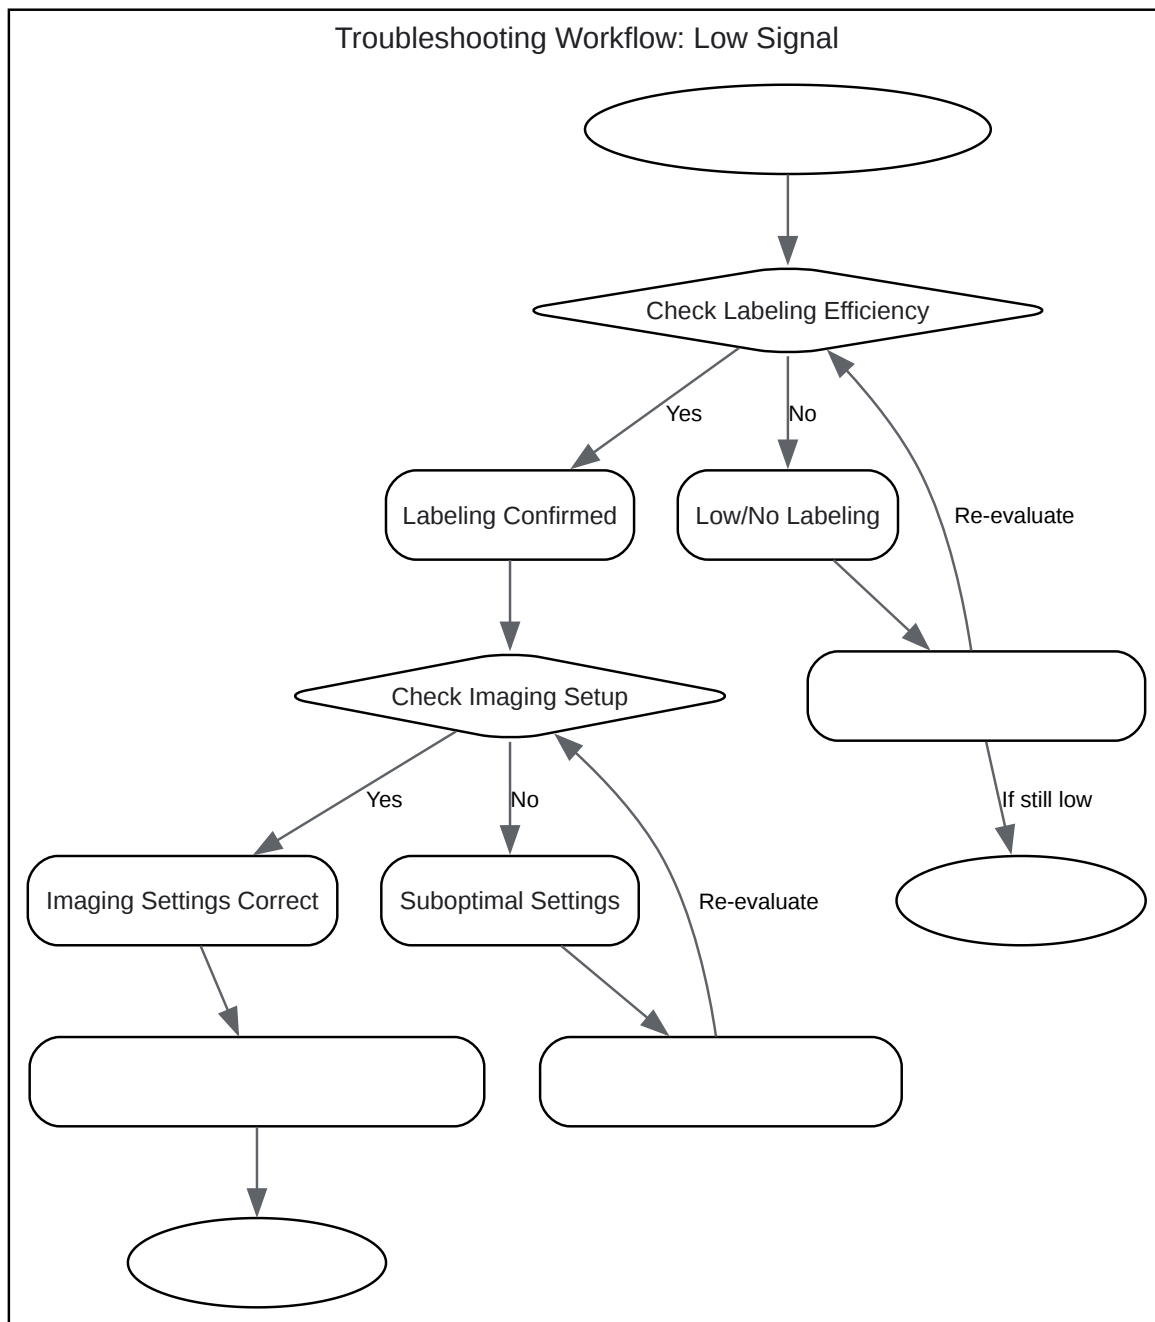 Troubleshooting Workflow: Low Signal
Check Labeling Efficiency
Yes
No
Labeling Confirmed
Low/No Labeling
Re-evaluate
Check Imaging Setup
Yes
No
If still low
Imaging Settings Correct
Suboptimal Settings
Re-evaluate